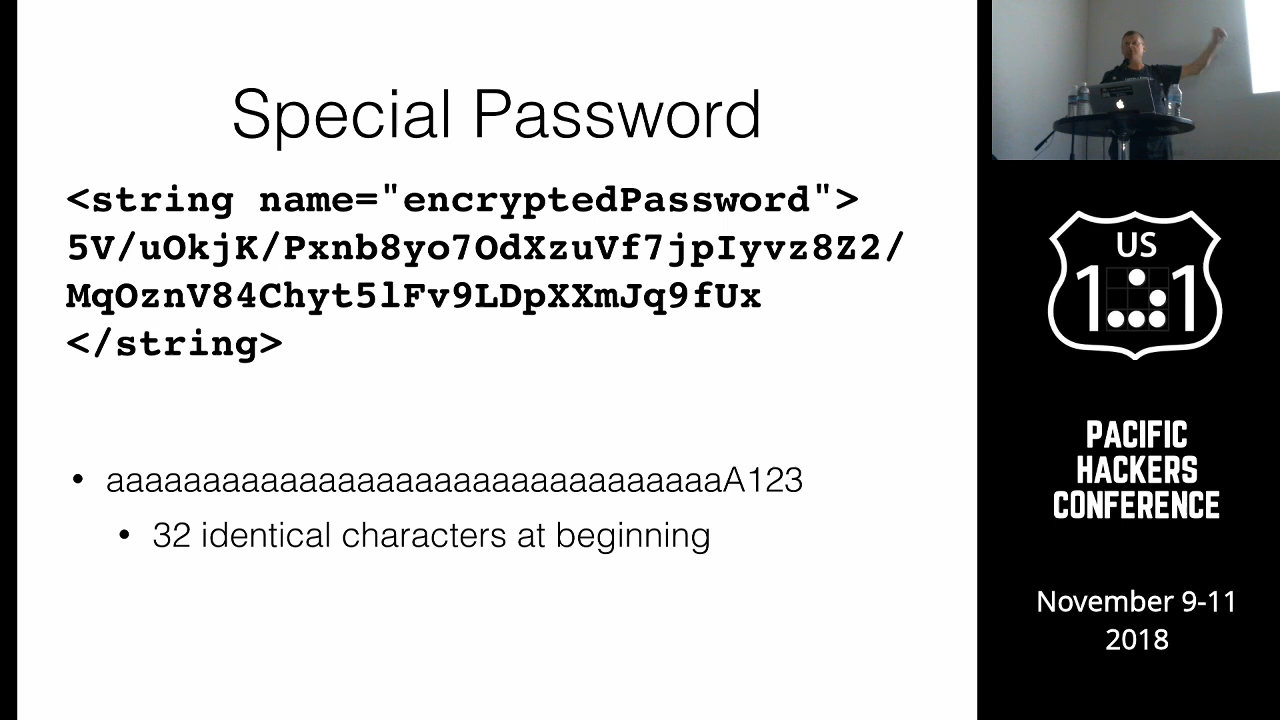 Special Password
<string name="encryptedPassword">
5V/uOkjK/Pxnb8yo7OdXzuVf7jpIyvz8Z2/
MqOznV84Chyt5lFv9LDpXXmJq9fUx
</string>
• aaaaaaaaaaaaaaaaaaaaaaaaaaaaaaaaA123
• 32 identical characters at beginning
US
1 1
PACIFIC
HACKERS
CONFERENCE
November 9-11
2018